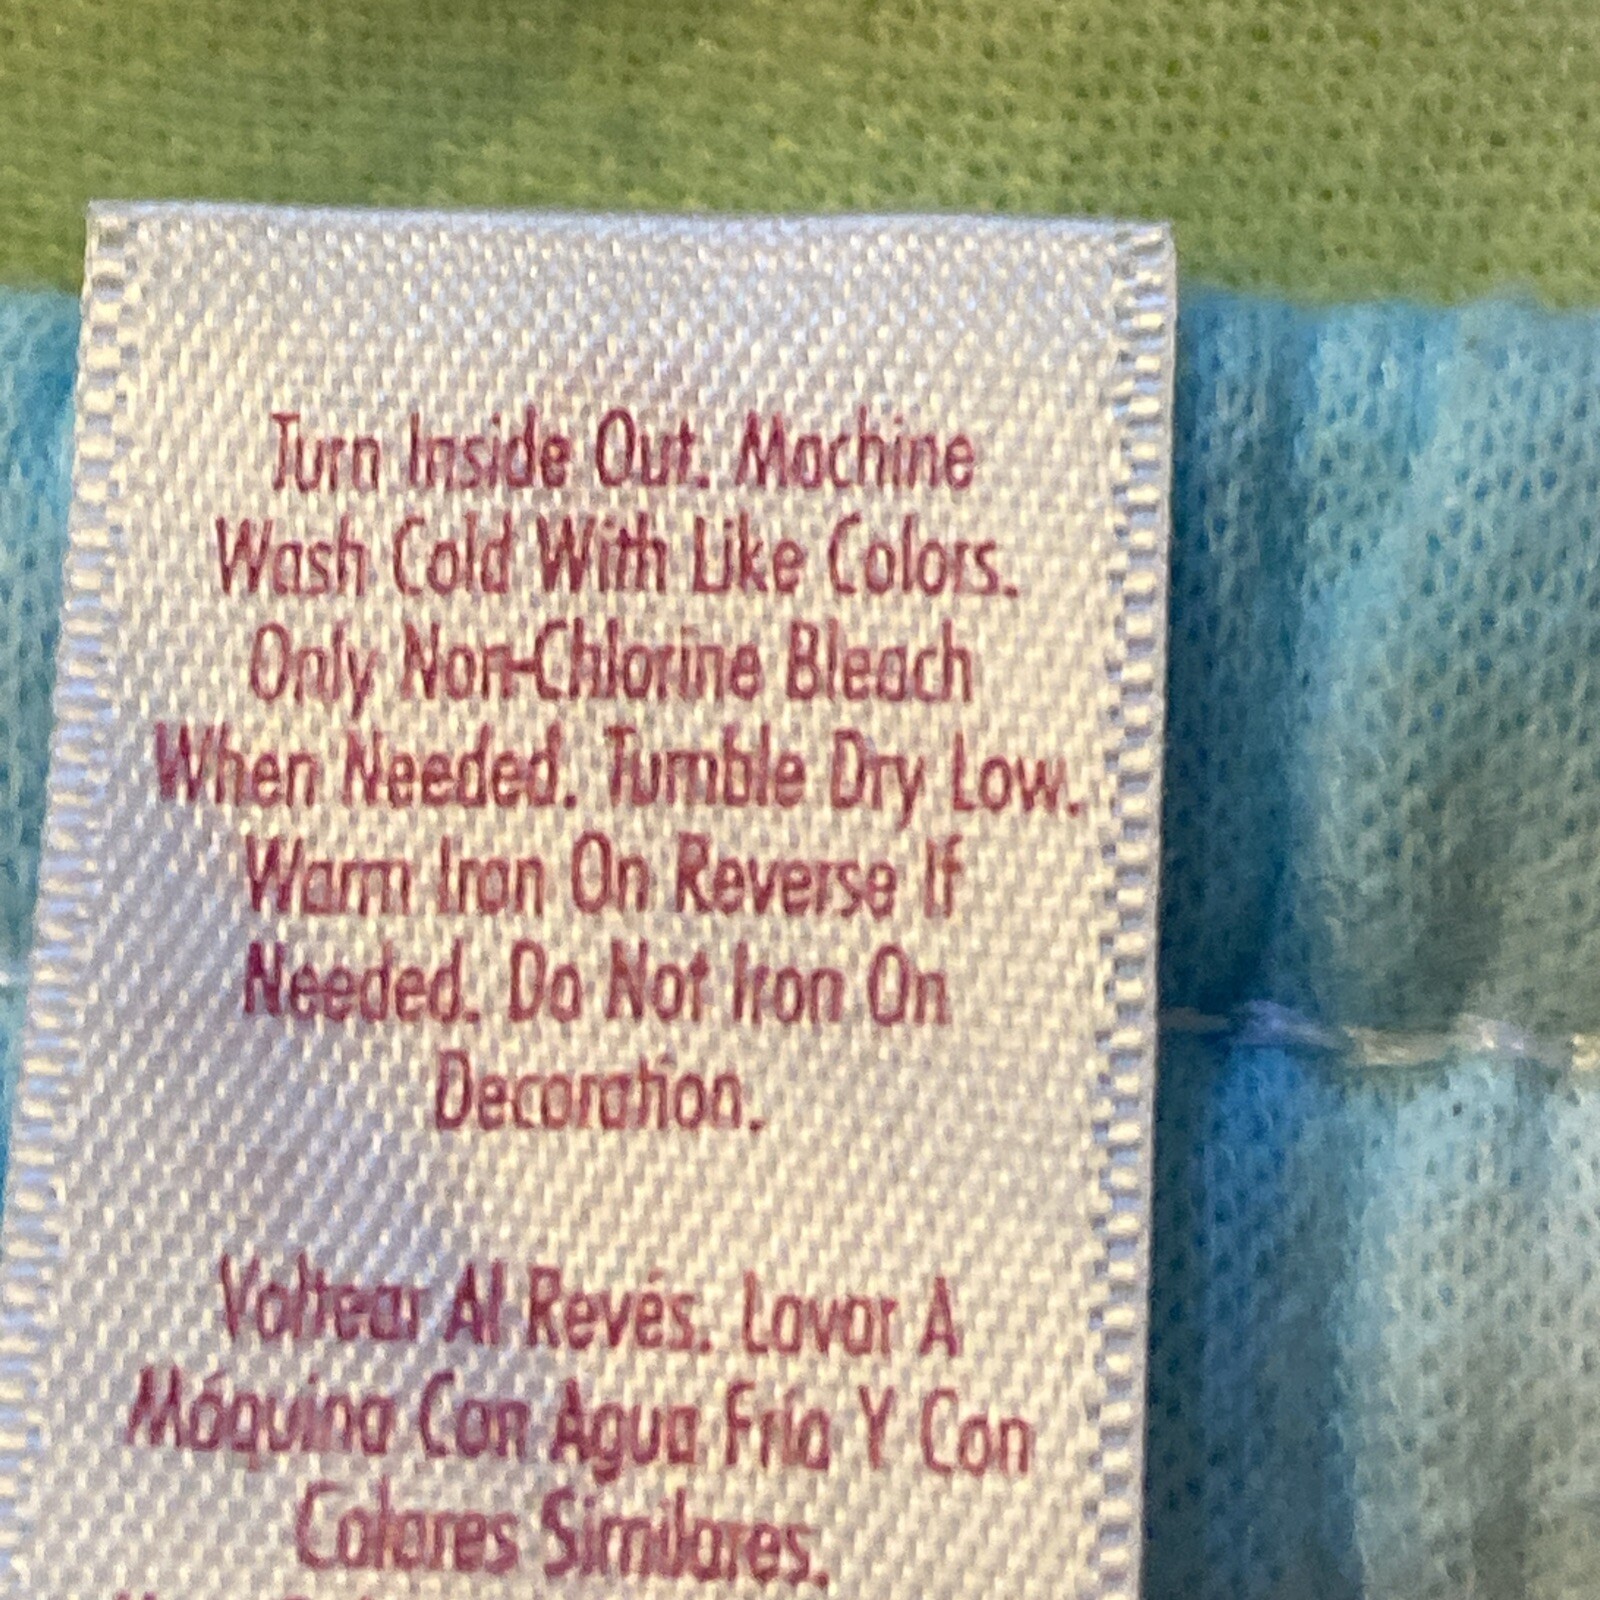 Turn Inside Out. Machine
Wash Cold With Like Colors.
Only Non-Chlorine Bleach
When Needed. Tumble Dry Low.
Warm Iron On Reverse If
Needed. Do Not Iron On
Decoration.
Voltear Al Revés. Lavar A
Máquina Con Agua Fría Y Con
Colores Similares.